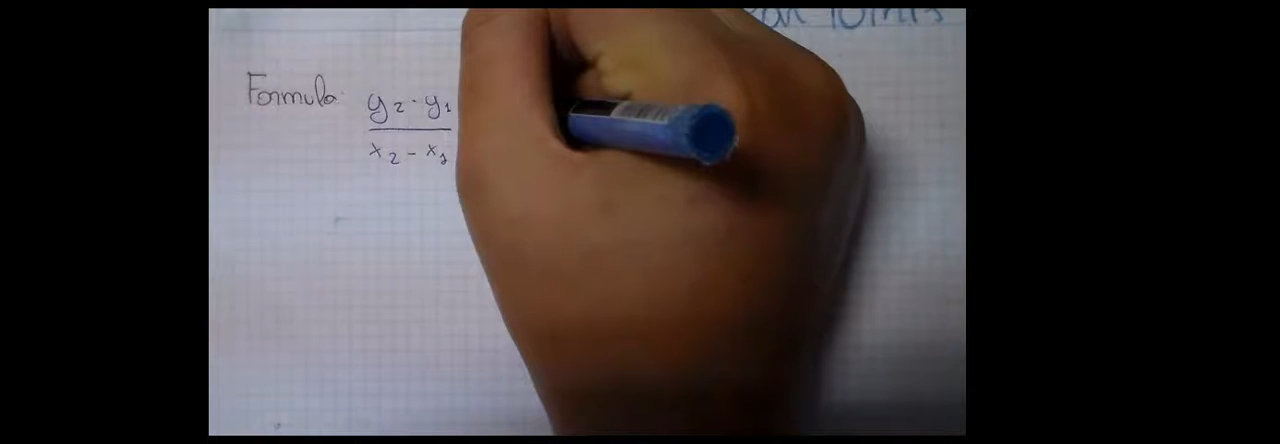 Formula: y₂ - y₁
x₂ - x₁